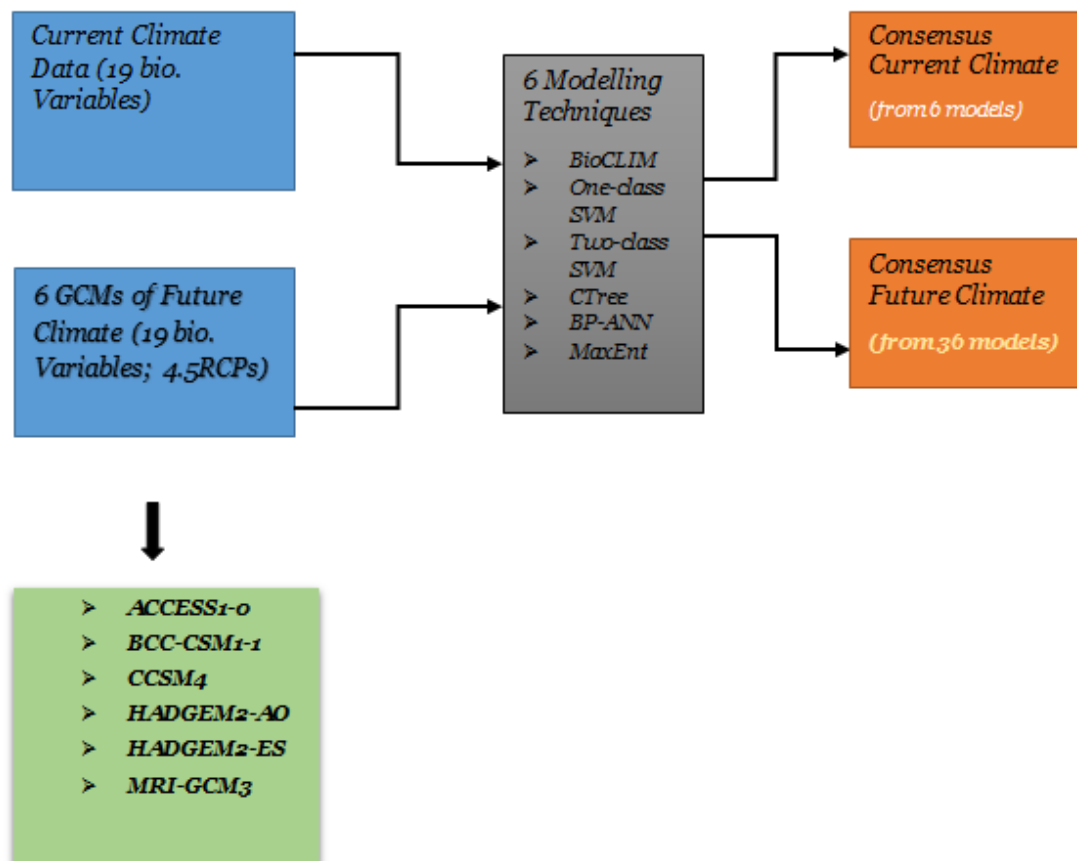 Current Climate
Data (19 bio.
Variables)
6 GCMs of Future
Climate (19 bio.
Variables; 4.5RCPs)
➤ ACCESS1-0
➤ BCC-CSM1-1
➤ CCSM4
➤ HADGEM2-AO
➤ HADGEM2-ES
➤ MRI-GCM3
6 Modelling
Techniques
➤ BioCLIM
➤ One-class
SVM
➤ Two-class
SVM
➤ CTree
➤ BP-ANN
➤ MaxEnt
Consensus
Current Climate
(from 6 models)
Consensus
Future Climate
(from 36 models)